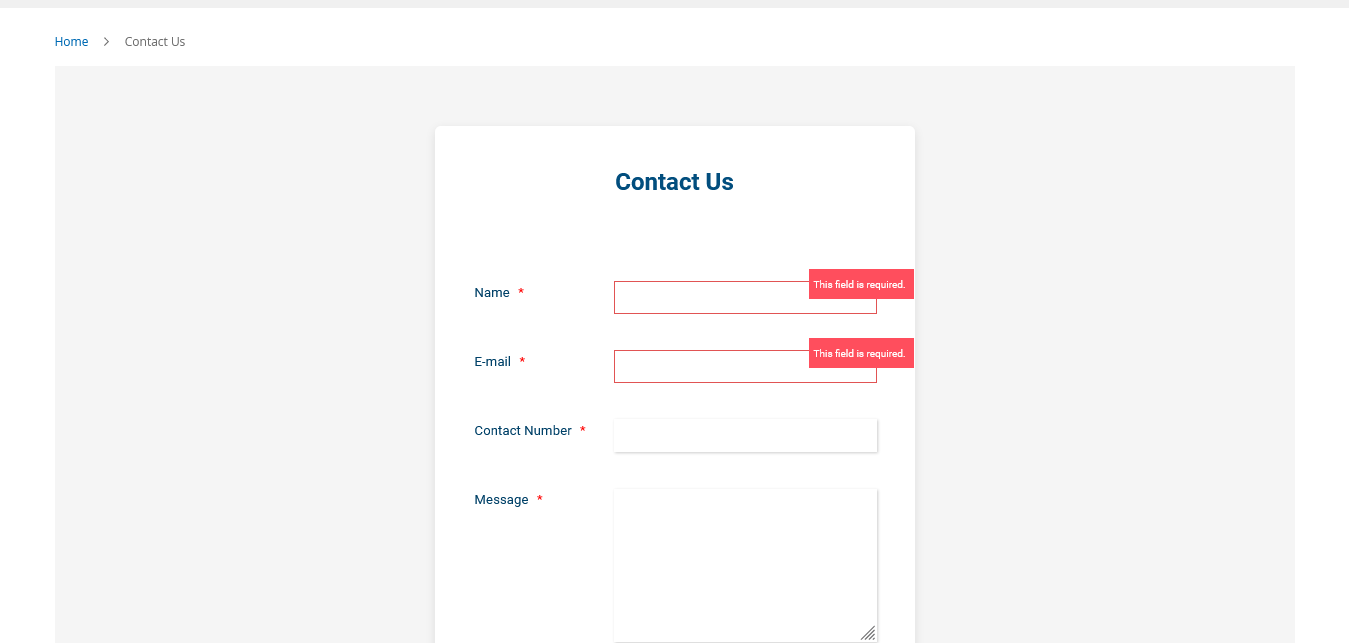 Home > Contact Us
Contact Us
Name *
This field is required.
E-mail *
This field is required.
Contact Number *
Message *